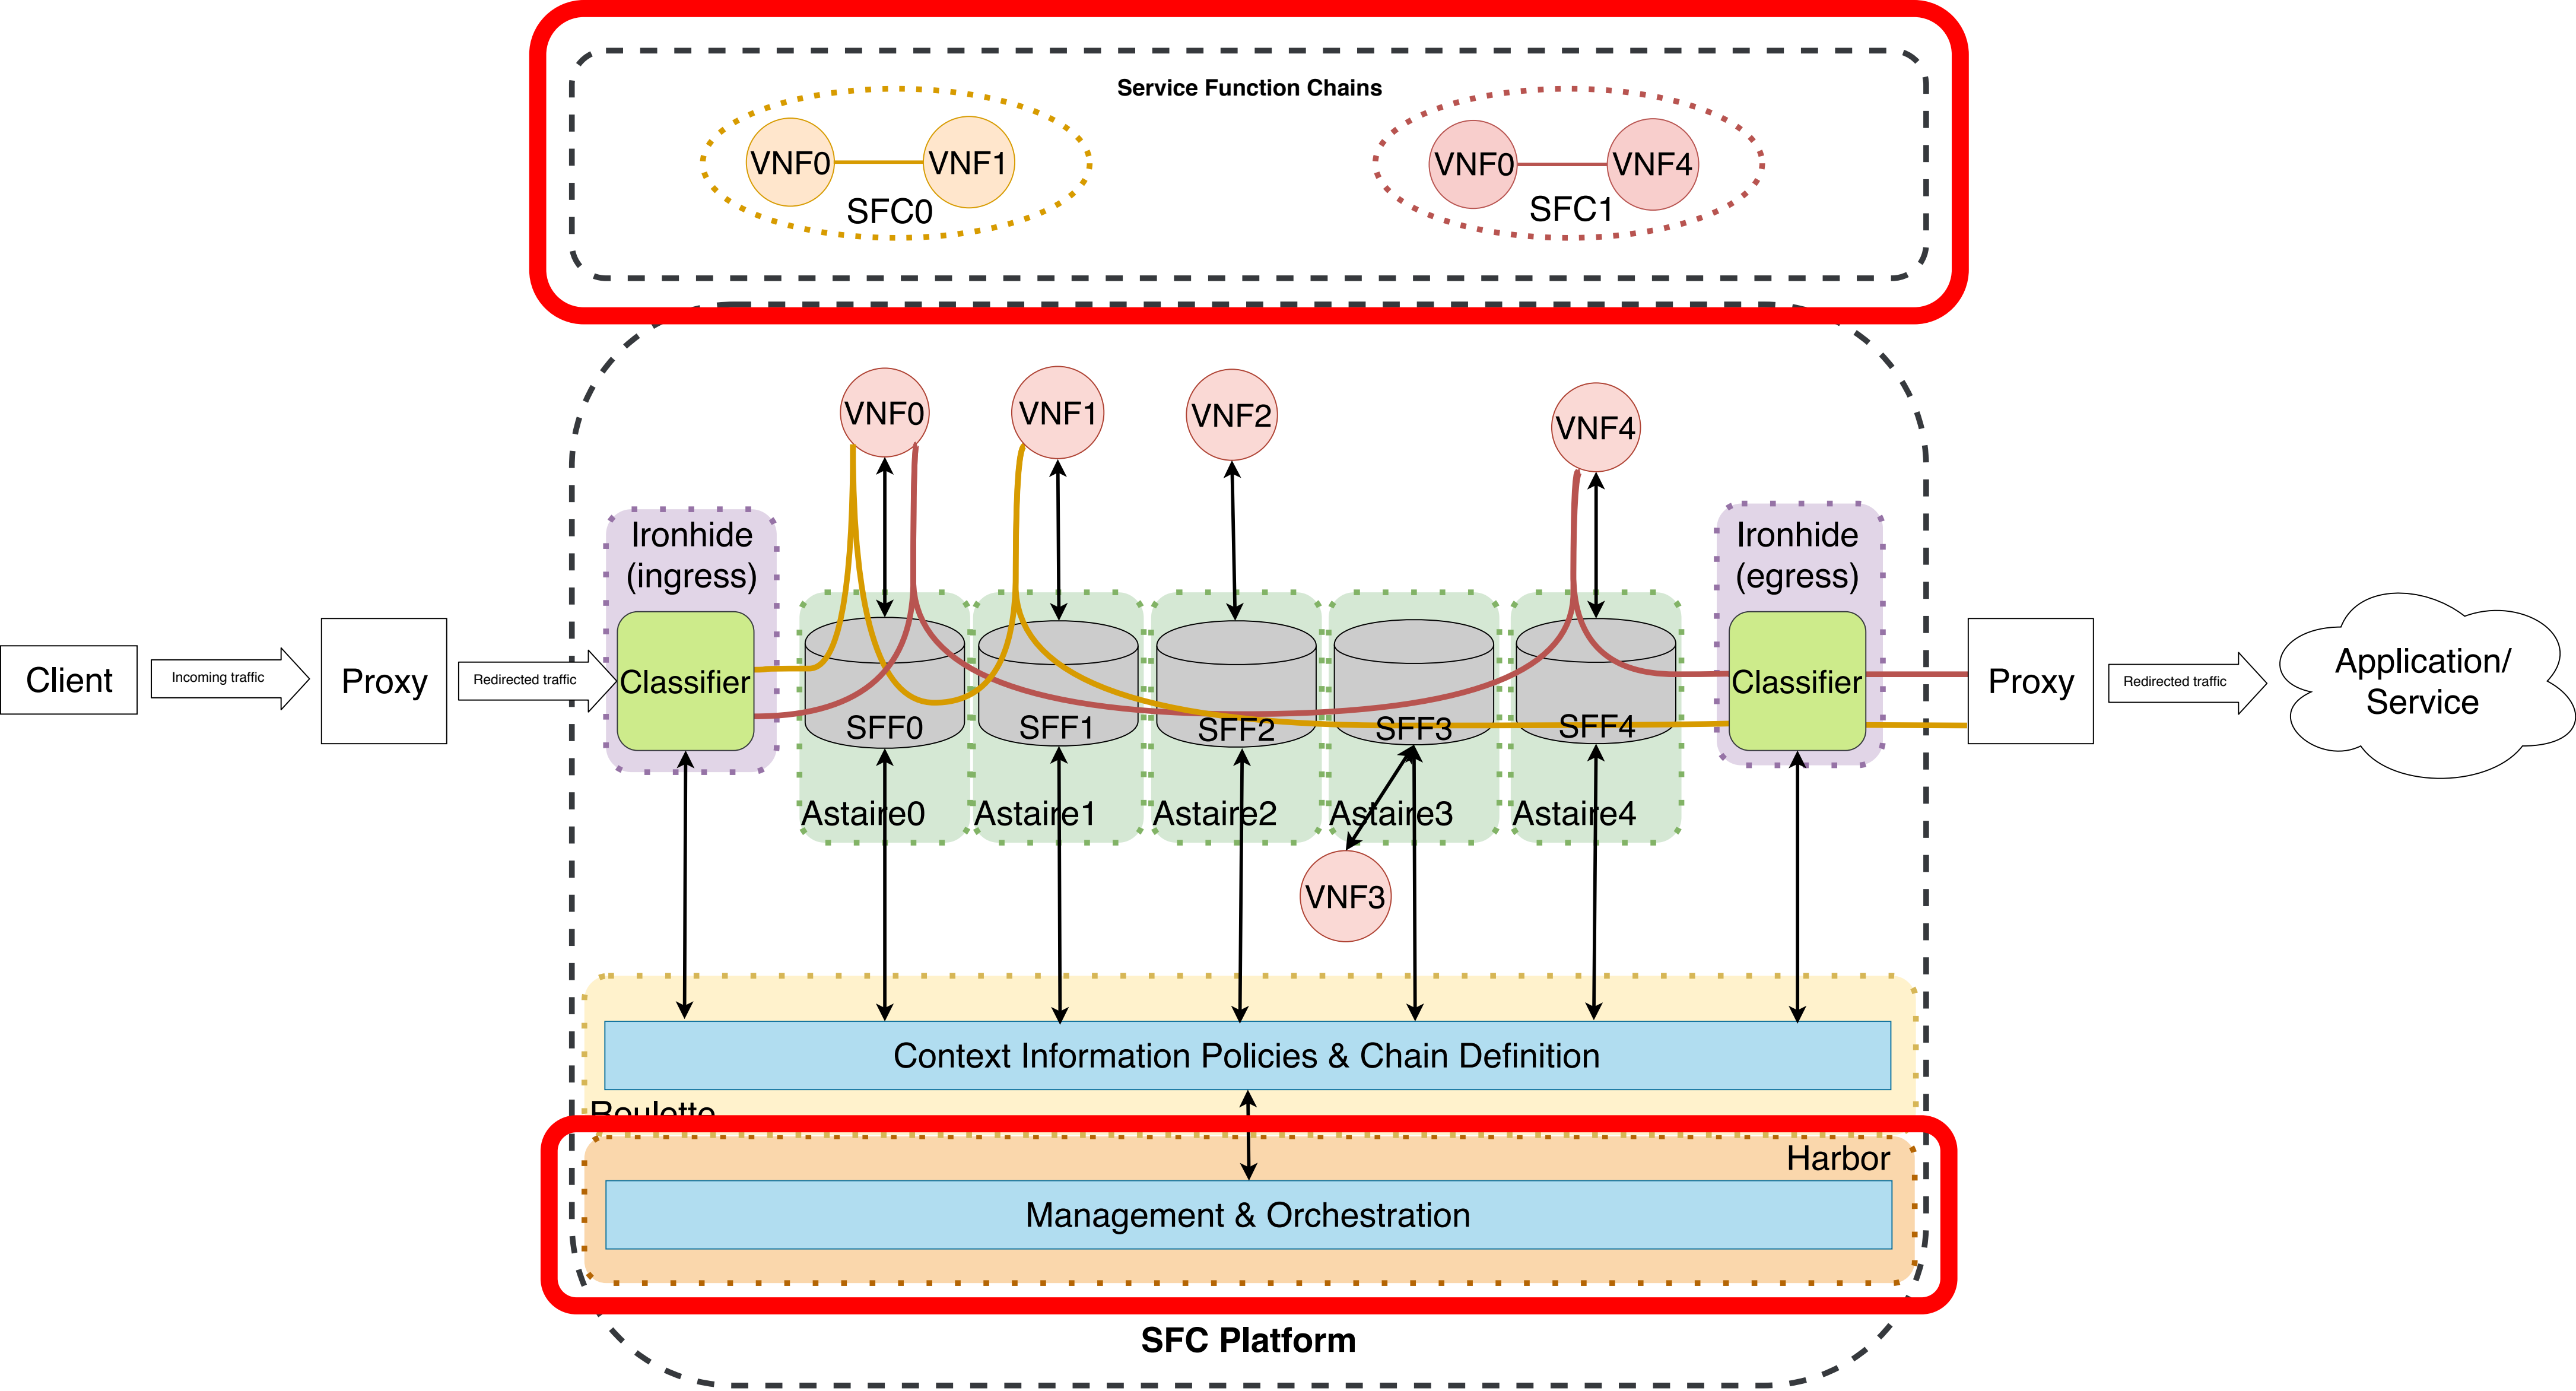 Service Function Chains
VNF0
VNF1
SFC0
VNF0
VNF4
SFC1
VNF0
VNF1
VNF2
VNF4
Ironhide
(ingress)
Ironhide
(egress)
Client
Incoming traffic
Proxy
Redirected traffic
Classifier
SFF0
SFF1
SFF2
SFF3
SFF4
Classifier
Proxy
Redirected traffic
Application/
Service
Astaire0
Astaire1
Astaire2
Astaire3
Astaire4
VNF3
Context Information Policies & Chain Definition
Harbor
Management & Orchestration
SFC Platform